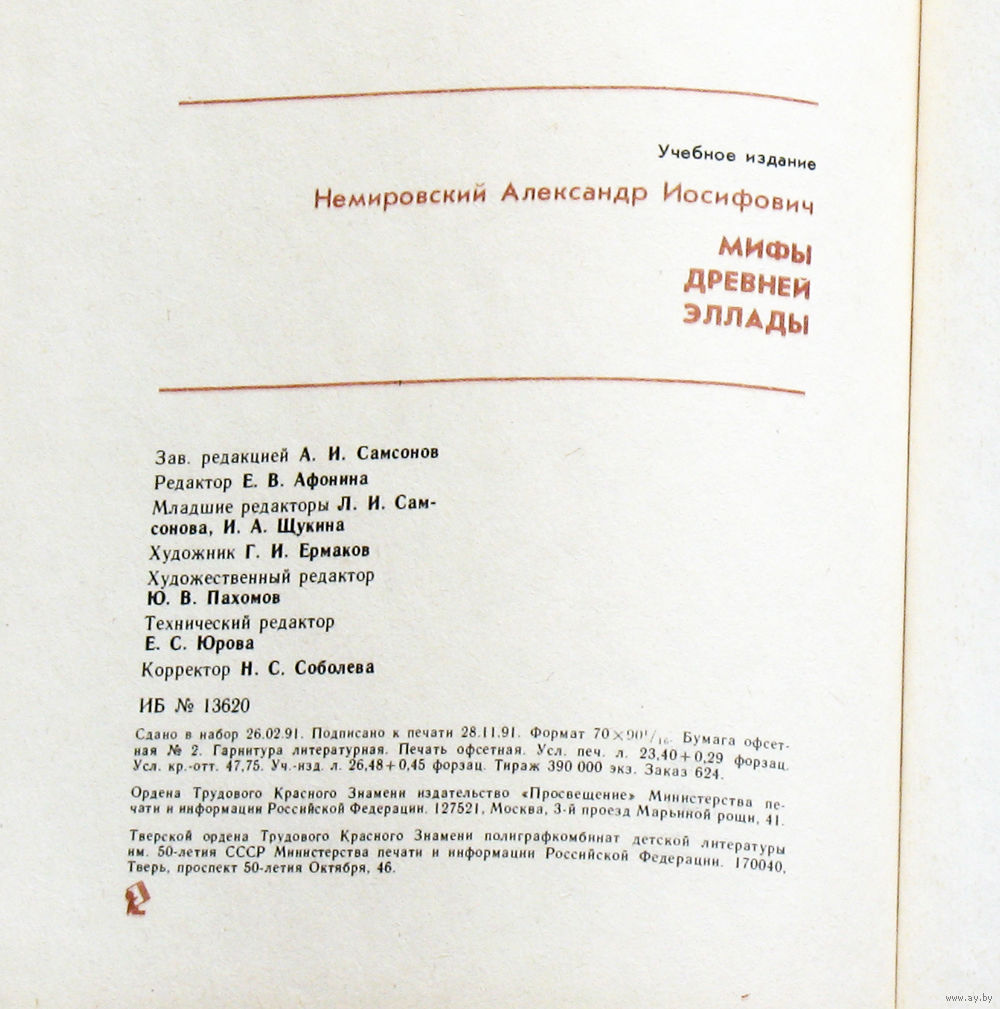 Учебное издание
Немировский Александр Иосифович
МИФЫ
ДРЕВНЕЙ
ЭЛЛАДЫ
Зав. редакцией А. И. Самсонов
Редактор Е. В. Афонина
Младшие редакторы Л. И. Сам-
сонова, И. А. Щукина
Художник Г. И. Ермаков
Художественный редактор
Ю. В. Пахомов
Технический редактор
Е. С. Юрова
Корректор Н. С. Соболева
ИБ № 13620
Сдано в набор 26.02.91. Подписано к печати 28.11.91. Формат 70×90¹/₁₆. Бумага офсет-
ная № 2. Гарнитура литературная. Печать офсетная. Усл. печ. л. 23,40+0,29 форзац.
Усл. кр.-отт. 47,75. Уч.-изд. л. 26,48+0,45 форзац. Тираж 390 000 экз. Заказ 624.
Ордена Трудового Красного Знамени издательство «Просвещение» Министерства пе-
чати и информации Российской Федерации. 127521, Москва, 3-й проезд Марьиной рощи, 41.
Тверской ордена Трудового Красного Знамени полиграфкомбинат детской литературы
им. 50-летия СССР Министерства печати и информации Российской Федерации. 170040,
Тверь, проспект 50-летия Октября, 46.
www.ay.by